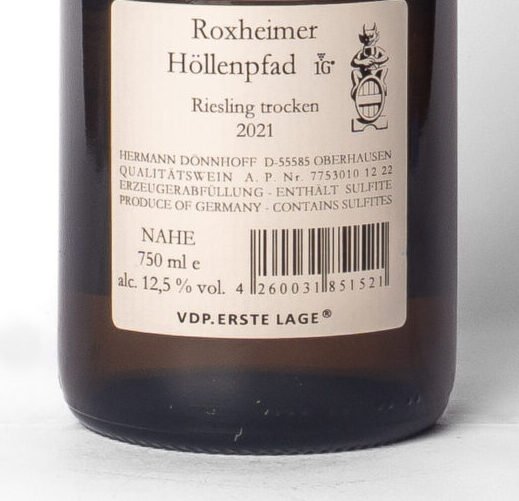 Roxheimer
Höllenpfad 1G
Riesling trocken
2021
HERMANN DÖNNHOFF D-55585 OBERHAUSEN
QUALITÄTSWEIN A. P. Nr. 7753010 12 22
ERZEUGERABFÜLLUNG - ENTHÄLT SULFITE
PRODUCE OF GERMANY - CONTAINS SULFITES
NAHE
750 ml e
alc. 12,5 % vol.
4 260031 851521
VDP.ERSTE LAGE®